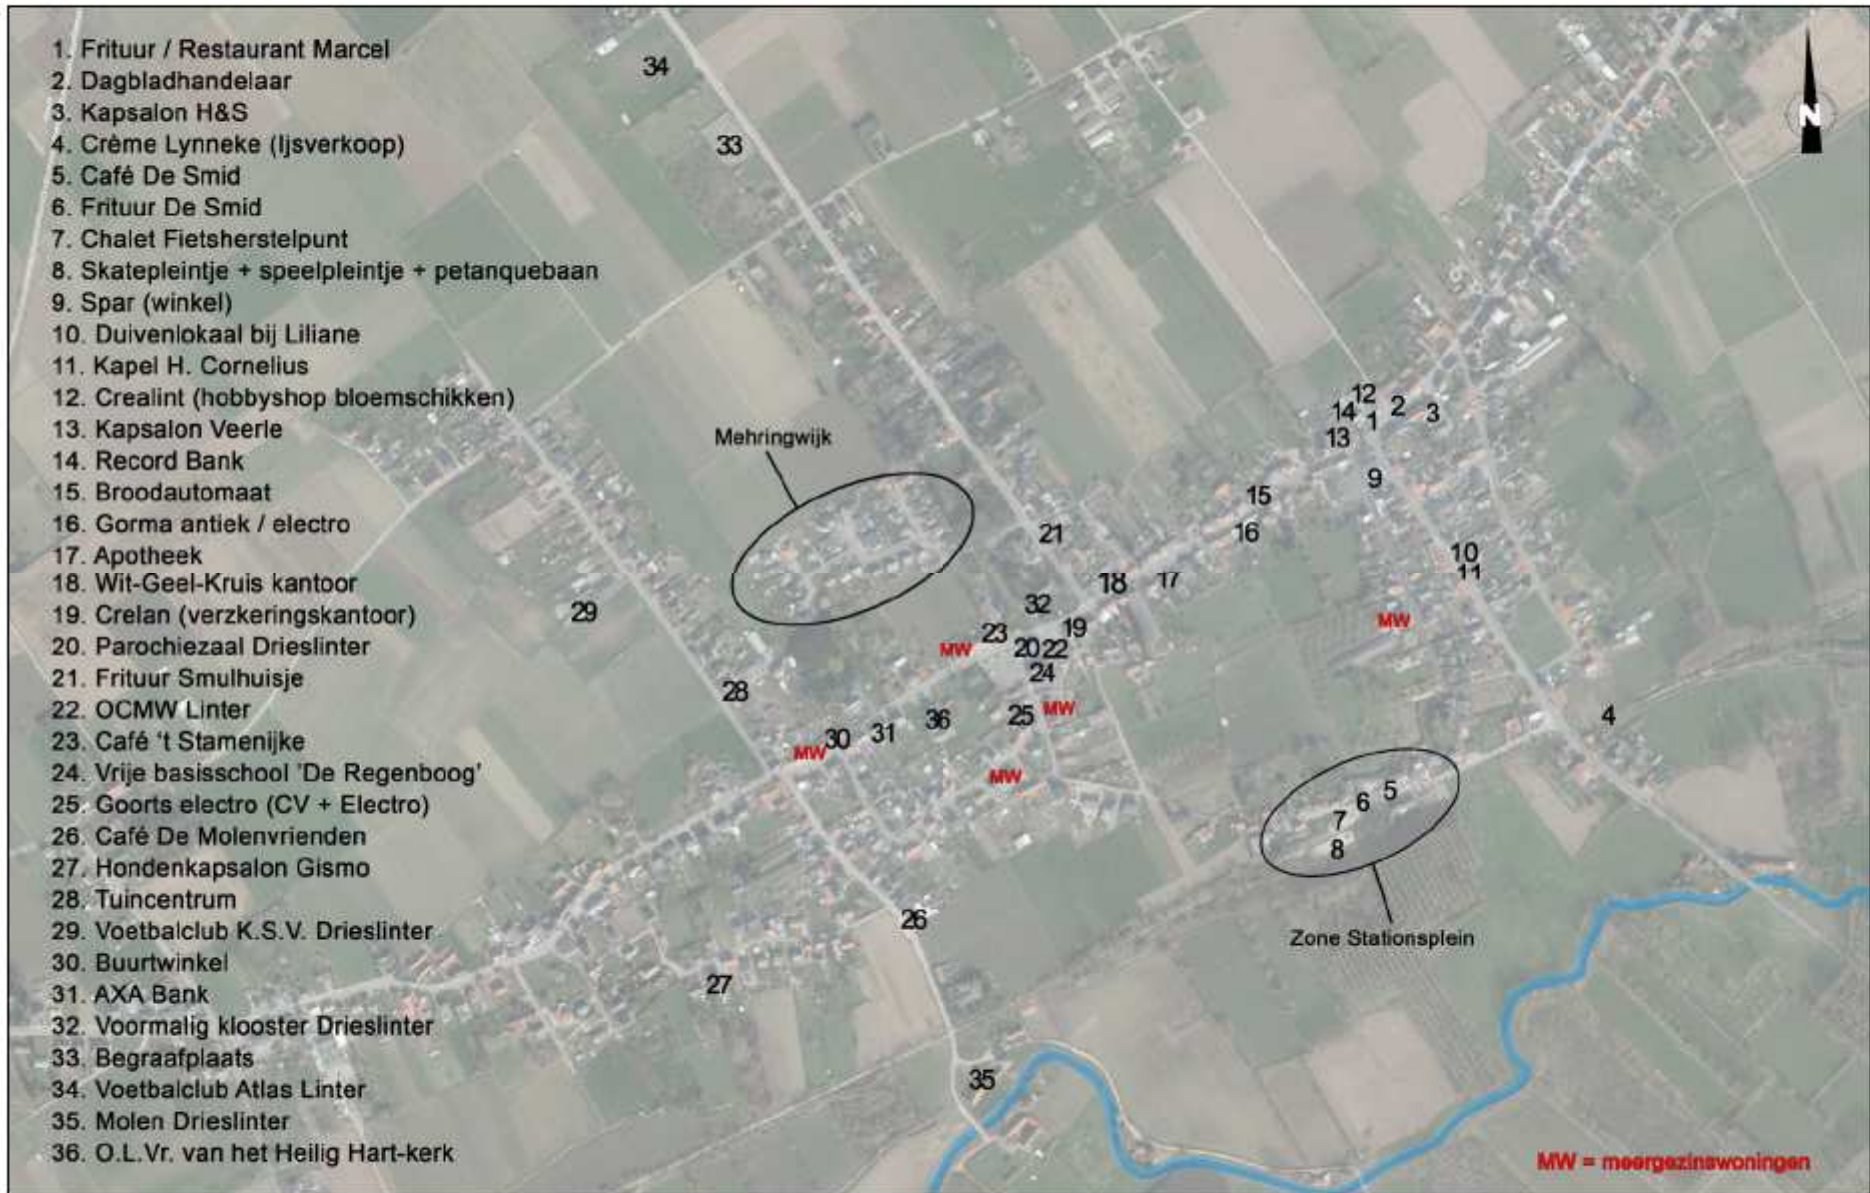 1. Frituur / Restaurant Marcel
2. Dagbladhandelaar
3. Kapsalon H&S
4. Crème Lynneke (Ijsverkoop)
5. Café De Smid
6. Frituur De Smid
7. Chalet Fietsherstelpunt
8. Skatepleintje + speelpleintje + petanquebaan
9. Spar (winkel)
10. Duivenlokaal bij Liliane
11. Kapel H. Cornelius
12. Crealint (hobbyshop bloemschikken)
13. Kapsalon Veerle
14. Record Bank
15. Broodautomaat
16. Gorma antiek / electro
17. Apotheek
18. Wit-Geel-Kruis kantoor
19. Crelan (verzkeringskantoor)
20. Parochiezaal Drieslinter
21. Frituur Smulhuisje
22. OCMW Linter
23. Café ‘t Stamenijke
24. Vrije basisschool 'De Regenboog'
25. Goorts electro (CV + Electro)
26. Café De Molenvrienden
27. Hondenkapsalon Gismo
28. Tuincentrum
29. Voetbalclub K.S.V. Drieslinter
30. Buurtwinkel
31. AXA Bank
32. Voormalig klooster Drieslinter
33. Begraafplaats
34. Voetbalclub Atlas Linter
35. Molen Drieslinter
36. O.L.Vr. van het Heilig Hart-kerk
34
33
N
12
14
2
1
3
13
Mehringwijk
9
15
16
21
10
11
18
17
29
32
MW
19
23
MW
20
22
24
28
25
MW
4
36
31
30
MW
MW
5
6
7
8
26
Zone Stationsplein
27
35
MW = meergezinswoningen